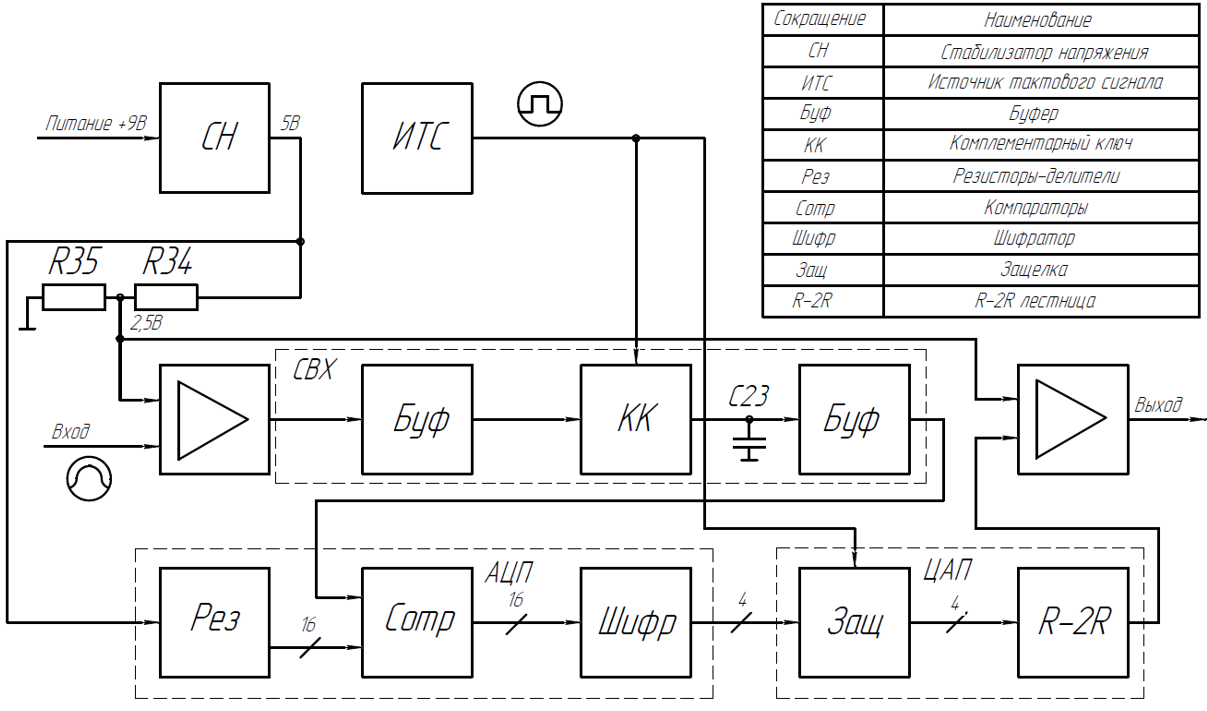 Сокращение Наименование
СН Стабилизатор напряжения
ИТС Источник тактового сигнала
Буф Буфер
КК Комплементарный ключ
Рез Резисторы-делители
Comp Компараторы
Шифр Шифратор
Защ Защелка
R-2R R-2R лестница
Питание +9В
СН
5В
ИТС
R35
R34
2,5В
СВХ
Буф
КК
С23
Буф
Выход
Вход
АЦП
ЦАП
Рез
16
Comp
16
Шифр
4
Защ
4
R-2R